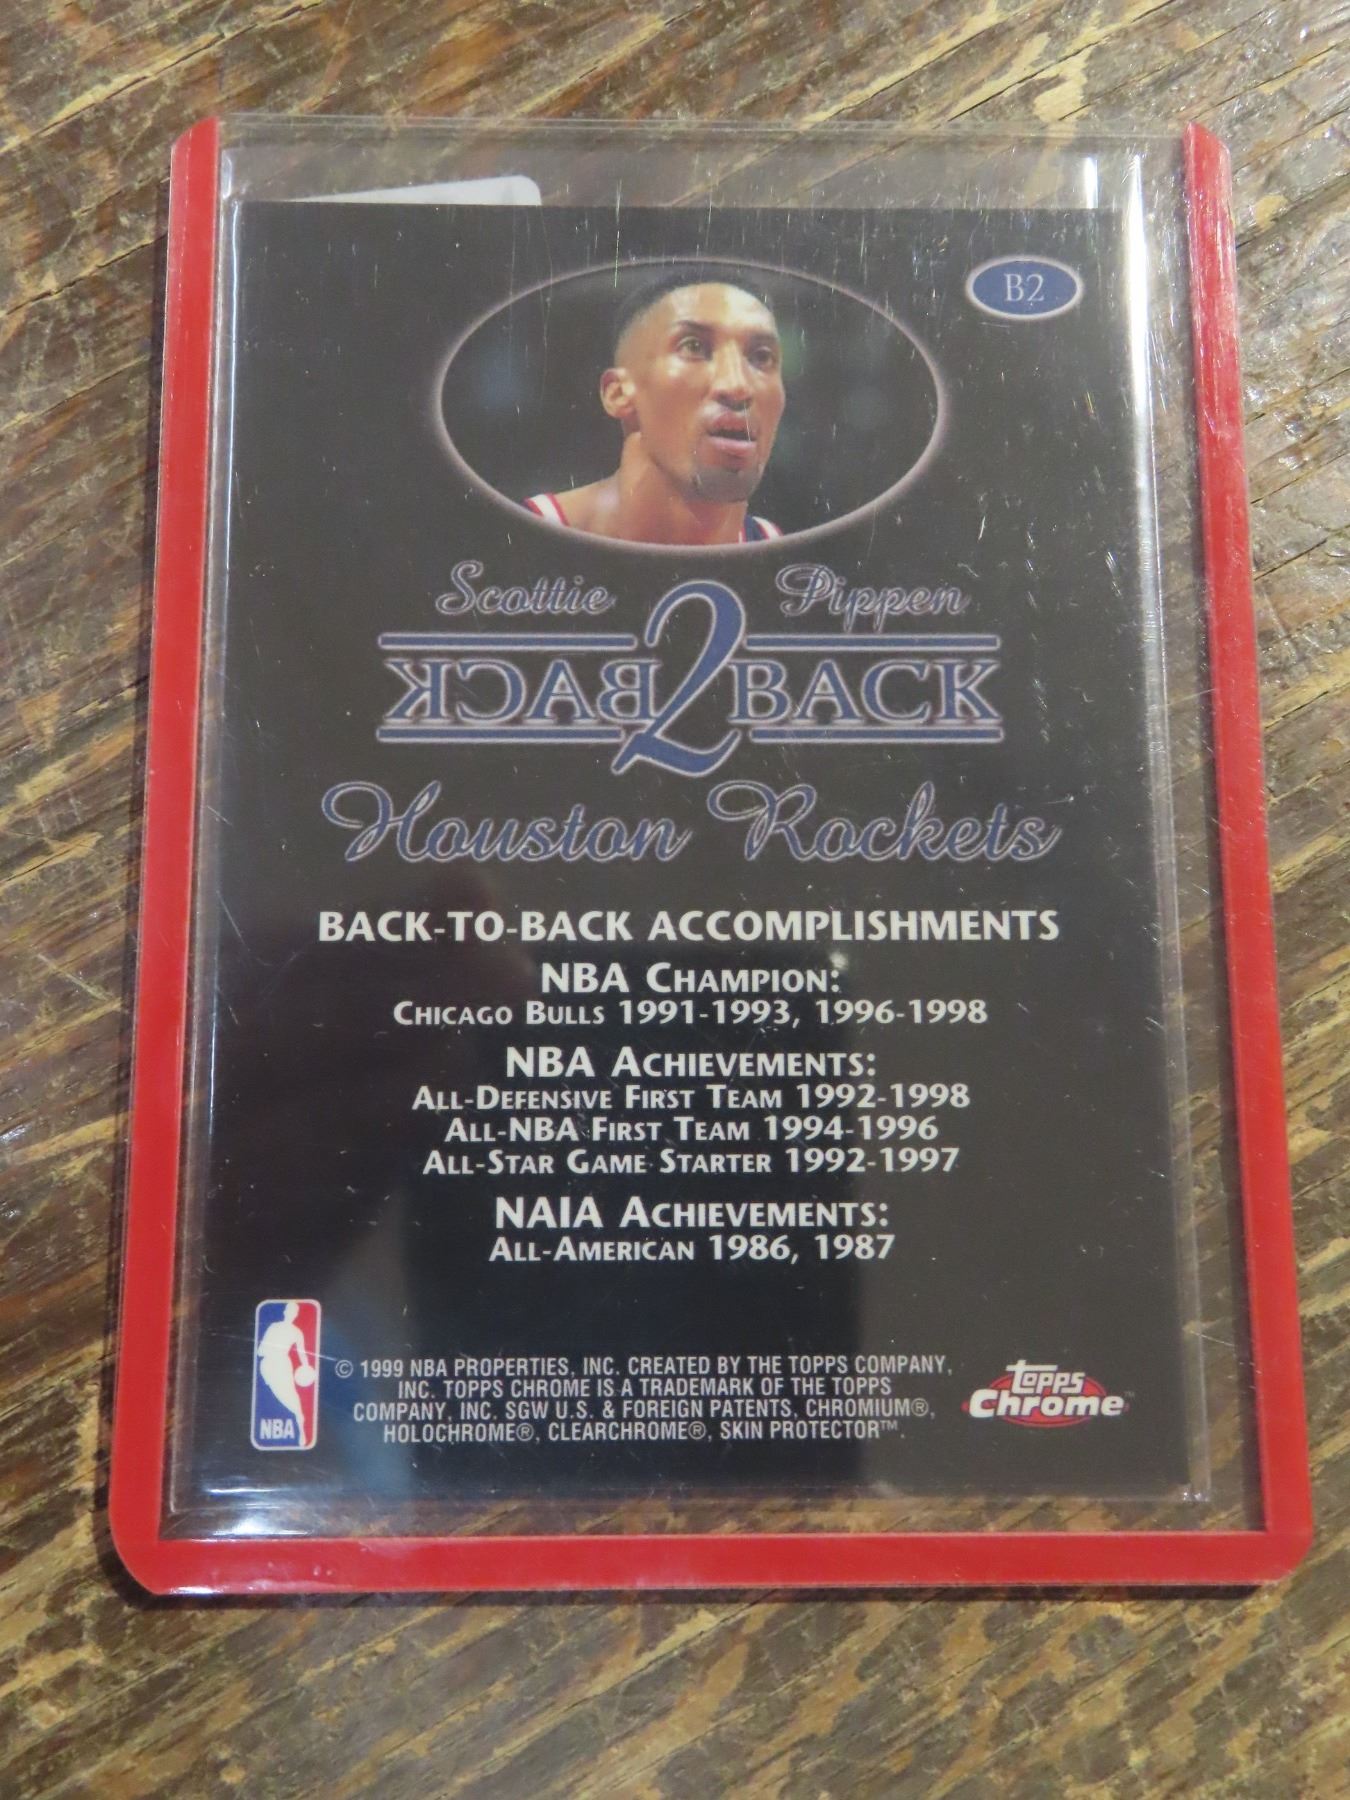 B2
Scottie Pippen
BACK 2 BACK
Houston Rockets
BACK-TO-BACK ACCOMPLISHMENTS
NBA CHAMPION:
CHICAGO BULLS 1991-1993, 1996-1998
NBA ACHIEVEMENTS:
ALL-DEFENSIVE FIRST TEAM 1992-1998
ALL-NBA FIRST TEAM 1994-1996
ALL-STAR GAME STARTER 1992-1997
NAIA ACHIEVEMENTS:
ALL-AMERICAN 1986, 1987
© 1999 NBA PROPERTIES, INC. CREATED BY THE TOPPS COMPANY,
INC. TOPPS CHROME IS A TRADEMARK OF THE TOPPS
COMPANY, INC. SGW U.S. & FOREIGN PATENTS, CHROMIUM®,
HOLOCHROME®, CLEARCHROME®, SKIN PROTECTOR™.
NBA
Topps
Chrome™